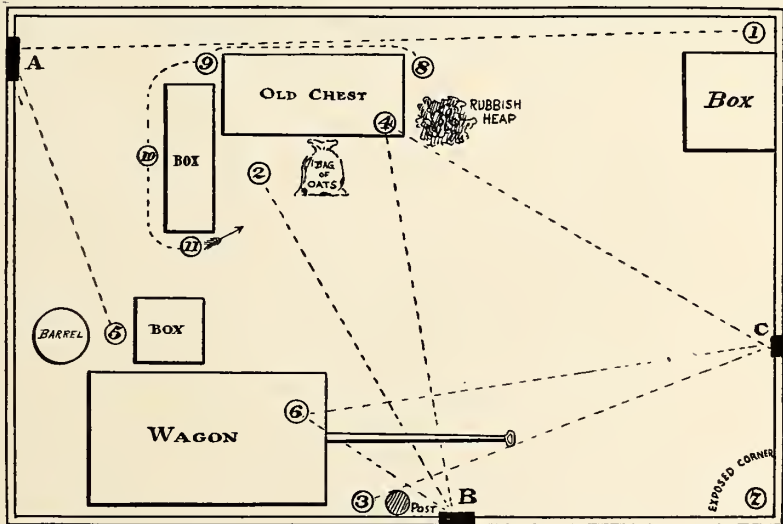 1
A
9
8
OLD CHEST
BOX
4
RUBBISH
HEAP
10
BOX
2
BAG
OF
OATS
11
C
BARREL
5
BOX
6
WAGON
EXPOSED CORNER
B
3
POST
7